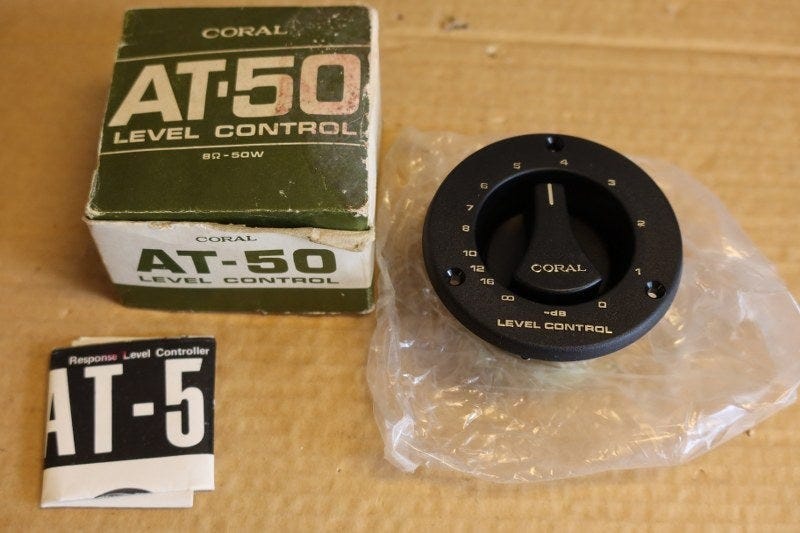 CORAL
AT-50
LEVEL CONTROL
8Ω-50W
CORAL
AT-50
LEVEL CONTROL
Response Level Controller
AT-5
4
5
3
6
7
2
8
10
12
1
16
∞
0
CORAL
-dB
LEVEL CONTROL